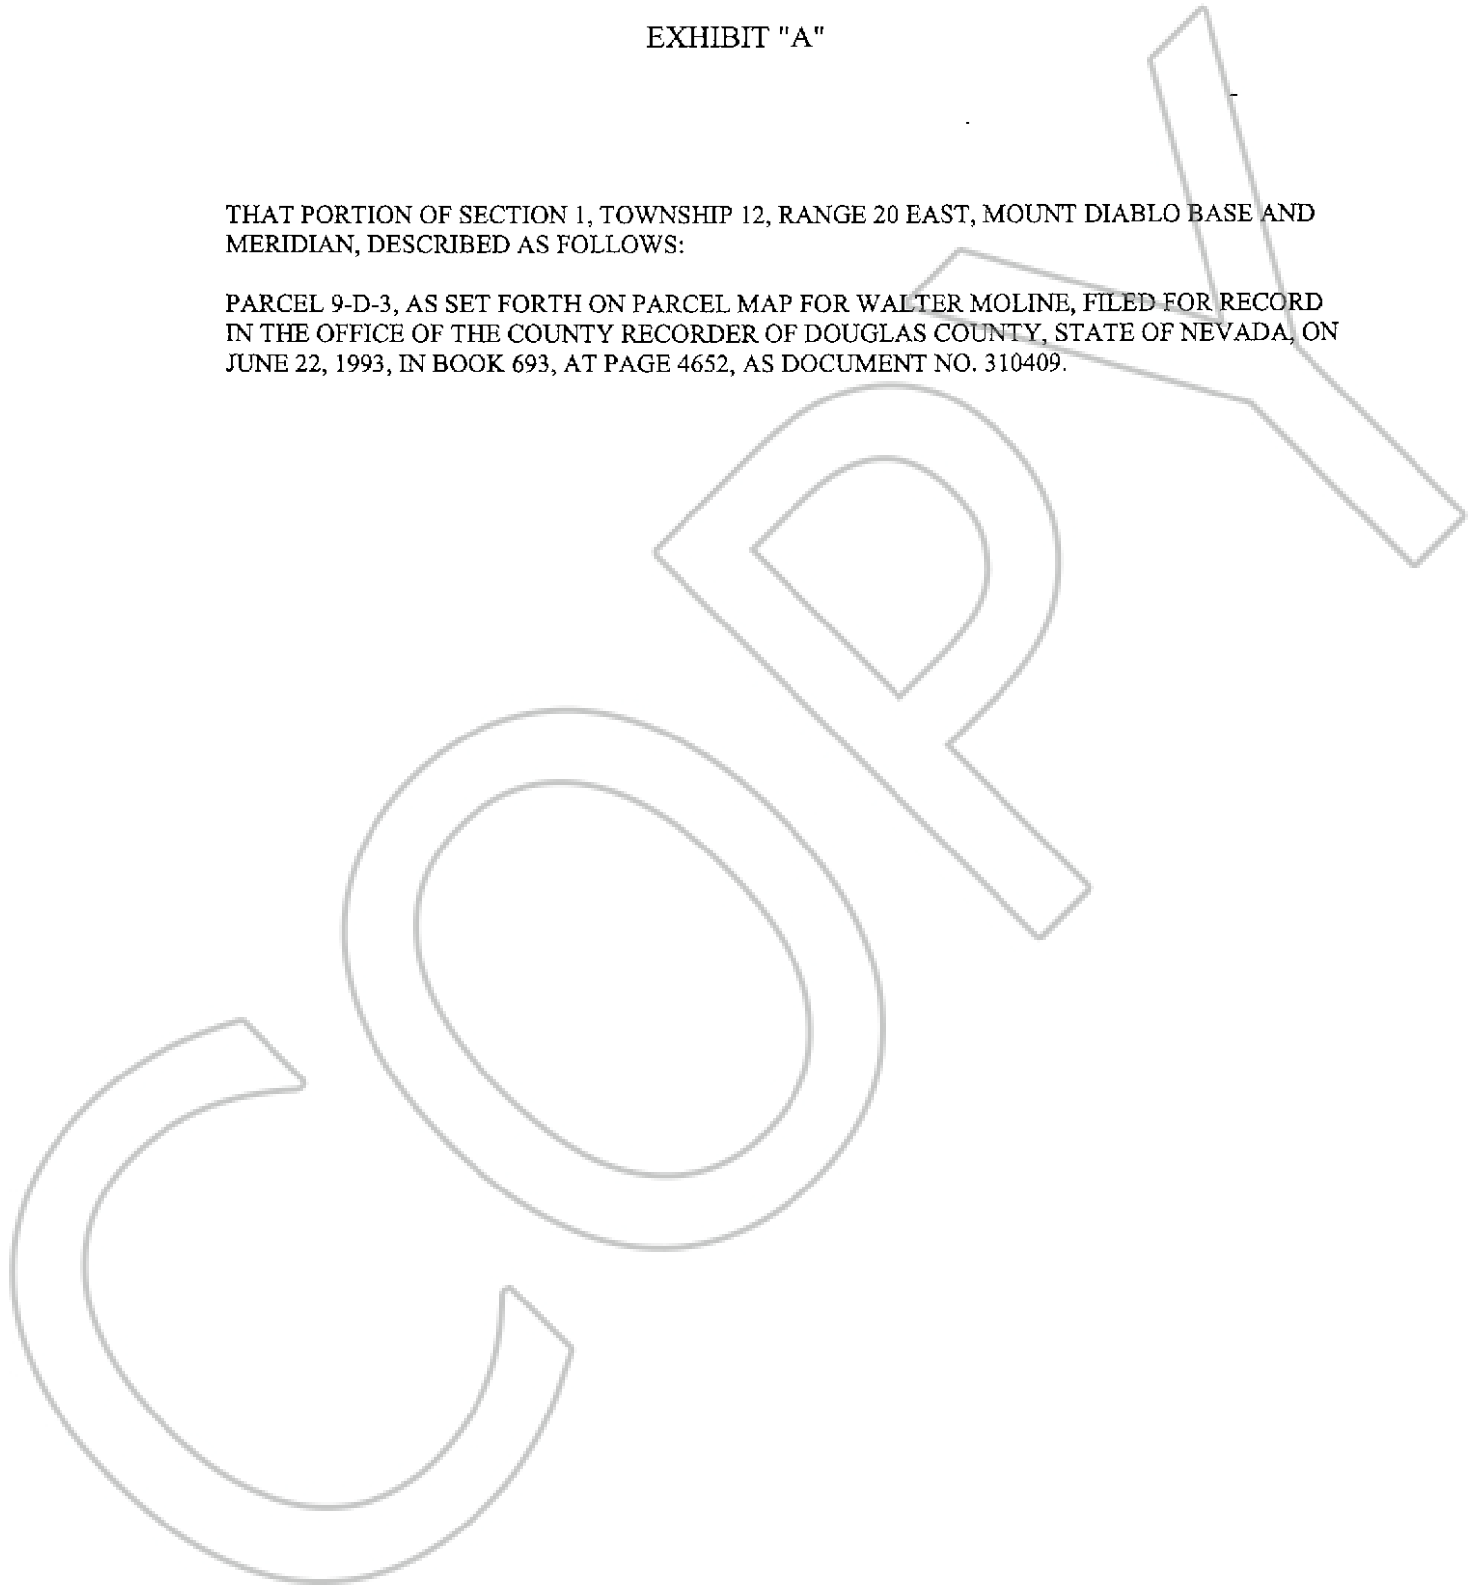 EXHIBIT "A"
THAT PORTION OF SECTION 1, TOWNSHIP 12, RANGE 20 EAST, MOUNT DIABLO BASE AND
MERIDIAN, DESCRIBED AS FOLLOWS:
PARCEL 9-D-3, AS SET FORTH ON PARCEL MAP FOR WALTER MOLINE, FILED FOR RECORD
IN THE OFFICE OF THE COUNTY RECORDER OF DOUGLAS COUNTY, STATE OF NEVADA, ON
JUNE 22, 1993, IN BOOK 693, AT PAGE 4652, AS DOCUMENT NO. 310409.
COPY